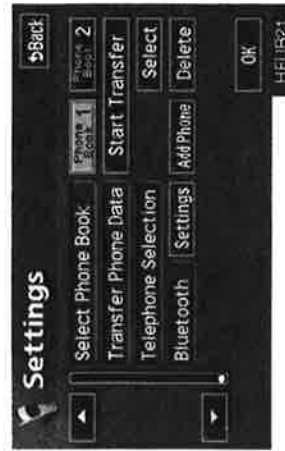 Settings
Back
Select Phone Book Phone Book 1 Phone Book 2
Transfer Phone Data Start Transfer
Telephone Selection Select
Bluetooth Settings Add Phone Delete
OK
HEUB21